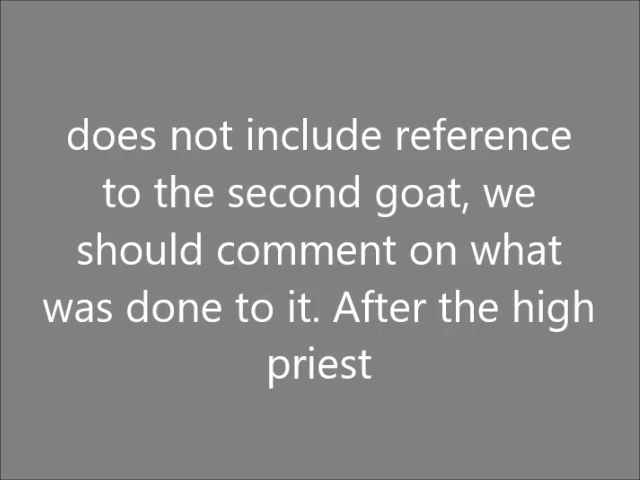 does not include reference
to the second goat, we
should comment on what
was done to it. After the high
priest